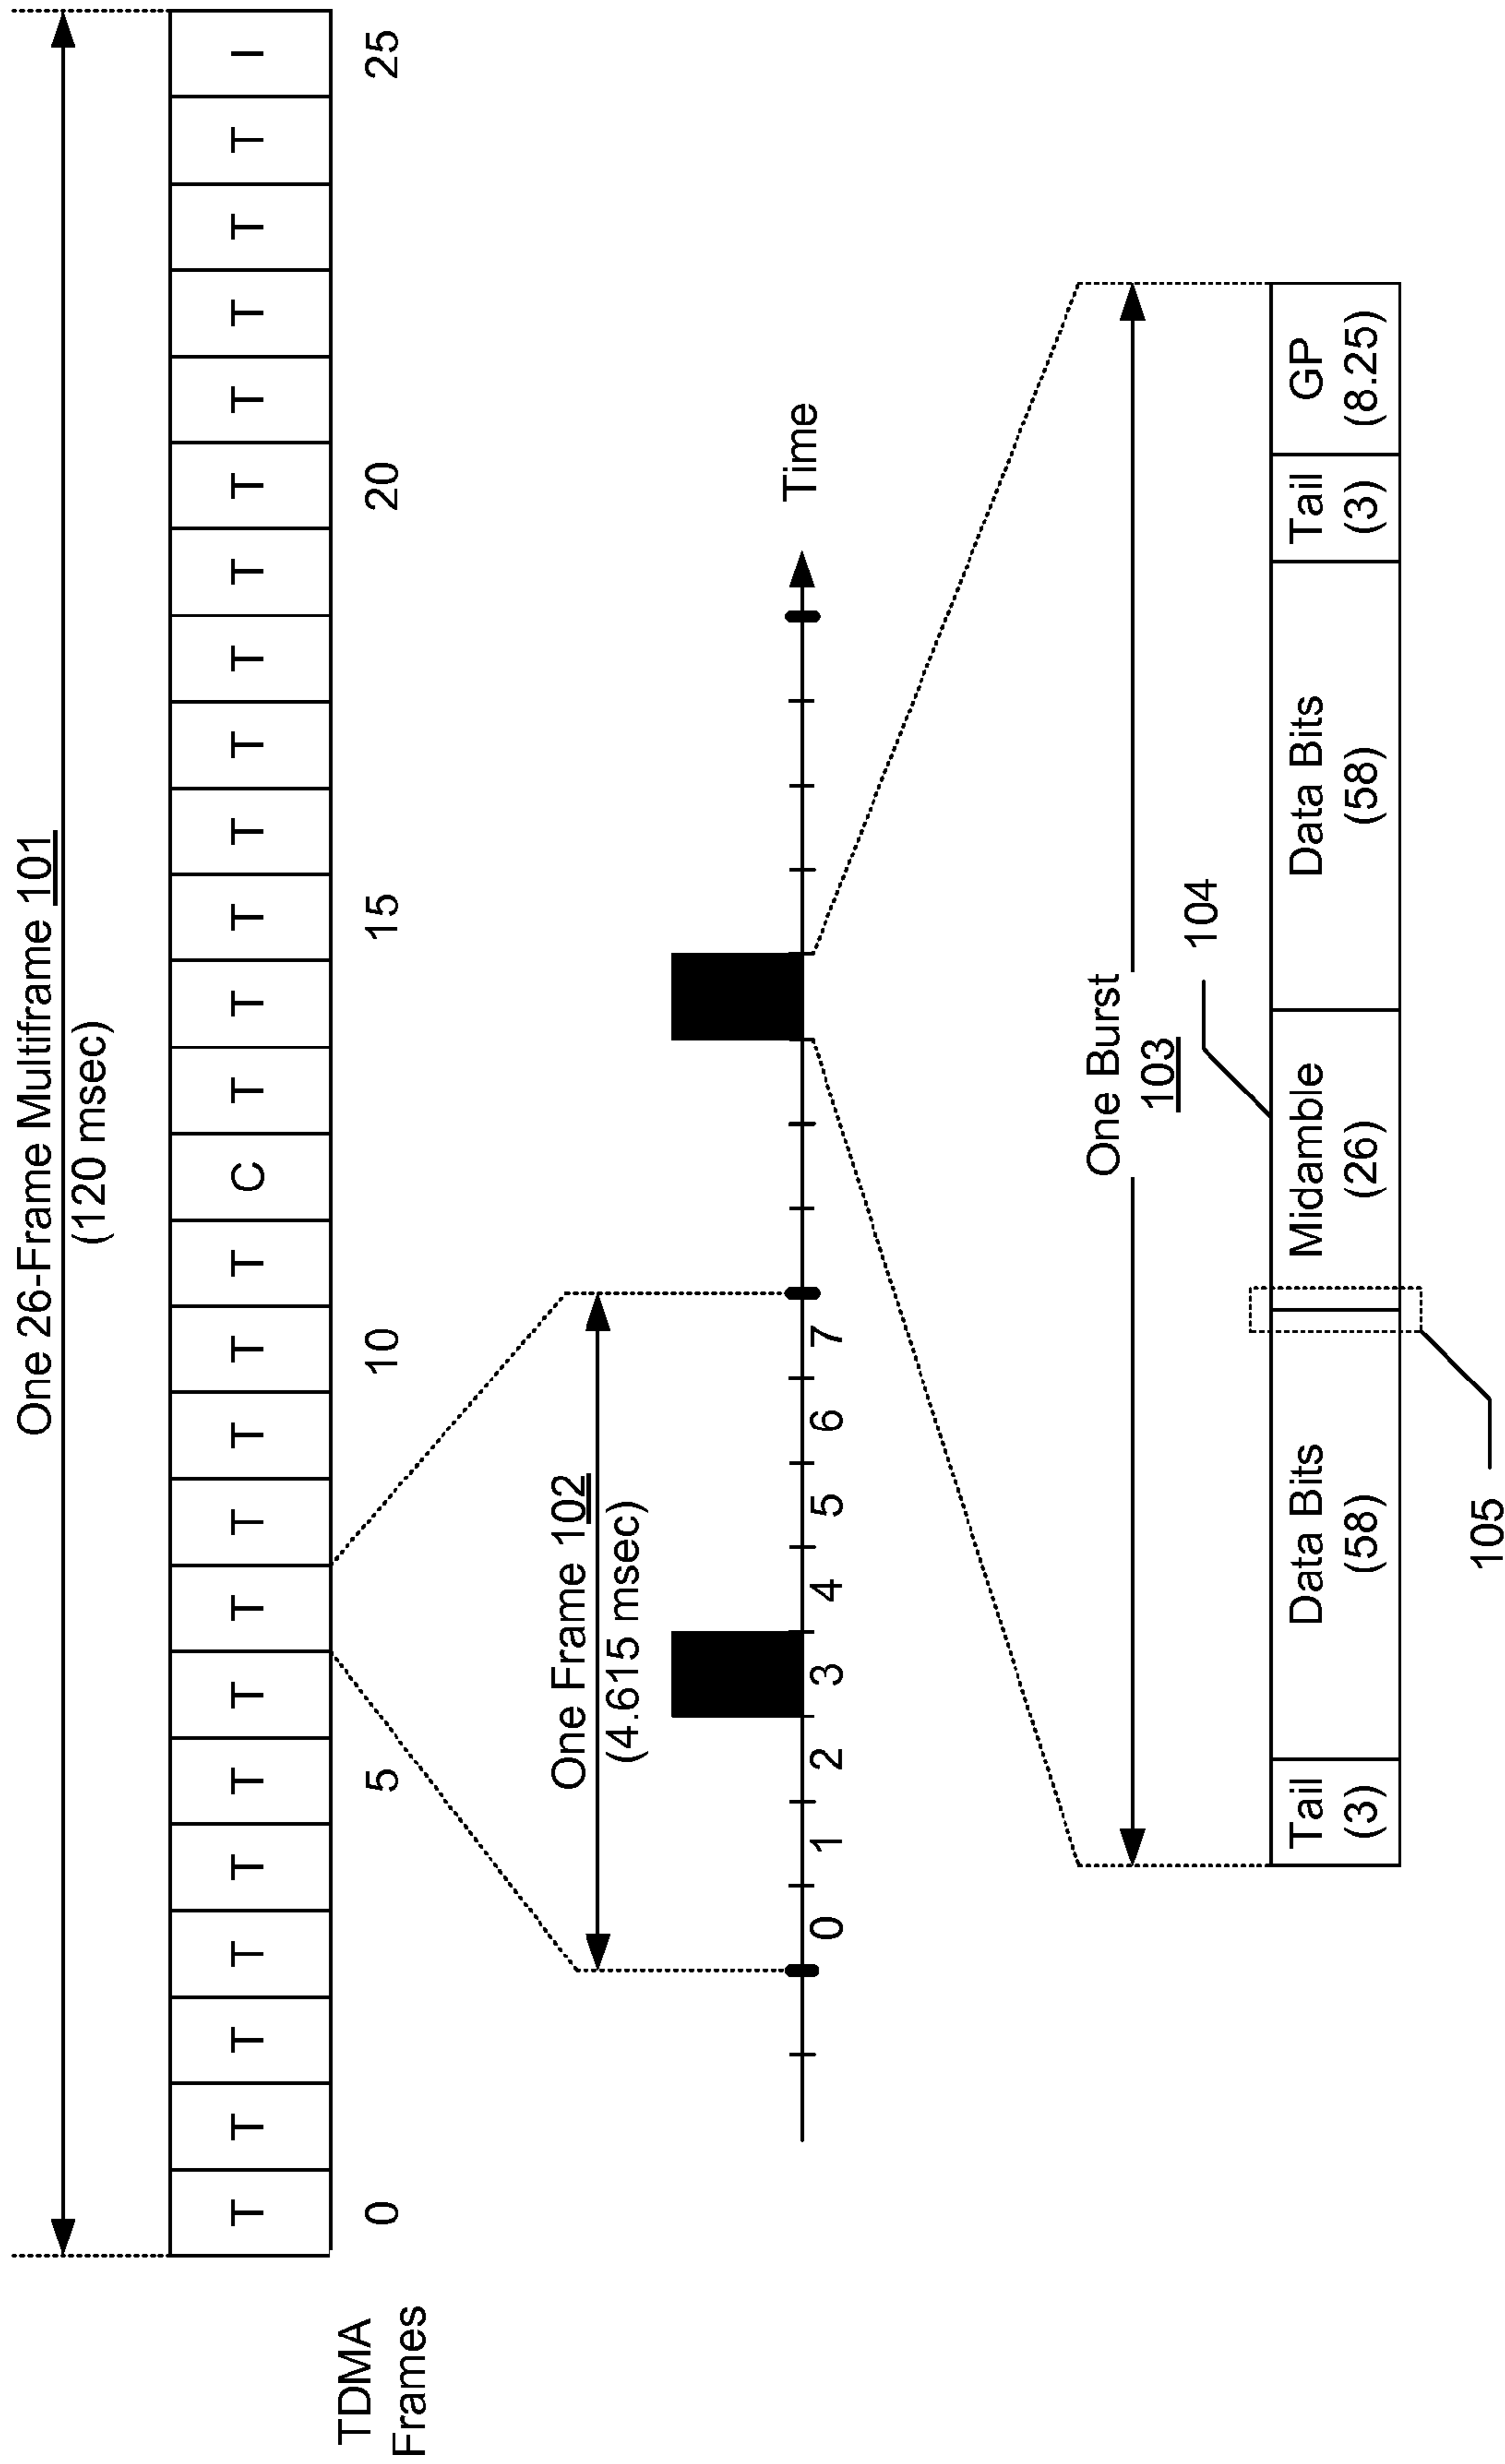 One 26-Frame Multiframe 101
(120 msec)
T T T T T T T T T T T T C T T T T T T T T T T T T I
TDMA
Frames
0 5 10 15 20 25
One Frame 102
(4.615 msec)
0 1 2 3 4 5 6 7
Time
One Burst
103
104
Tail
(3)
Data Bits
(58)
Midamble
(26)
Data Bits
(58)
Tail
(3)
GP
(8.25)
105